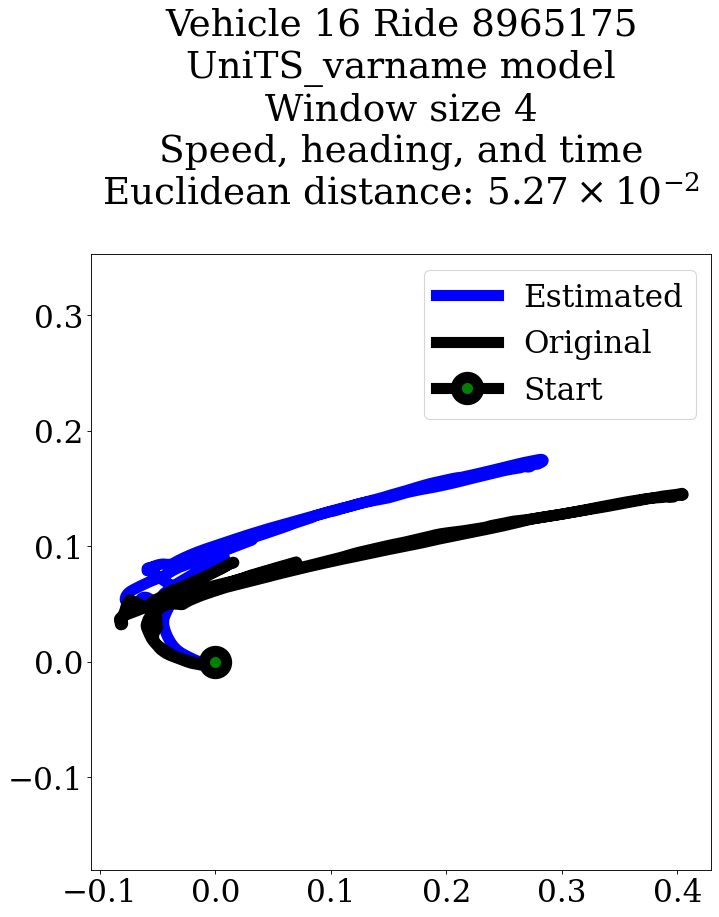 Vehicle 16 Ride 8965175
UniTS_varname model
Window size 4
Speed, heading, and time
Euclidean distance: 5.27 × 10⁻²
Estimated
Original
Start
0.3
0.2
0.1
0.0
−0.1
−0.1 0.0 0.1 0.2 0.3 0.4